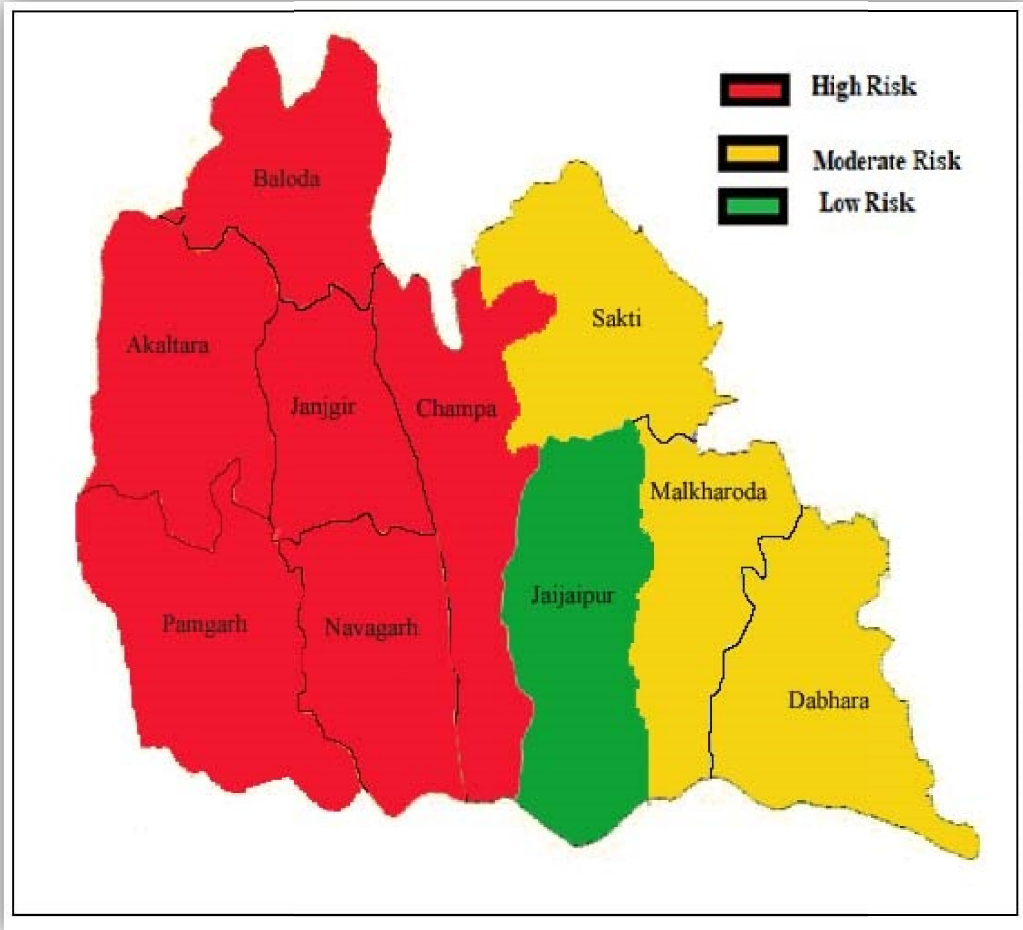 High Risk
Moderate Risk
Low Risk
Baloda
Sakti
Akaltara
Janjgir
Champa
Malkharoda
Jaijaipur
Pamgarh
Navagarh
Dabhara